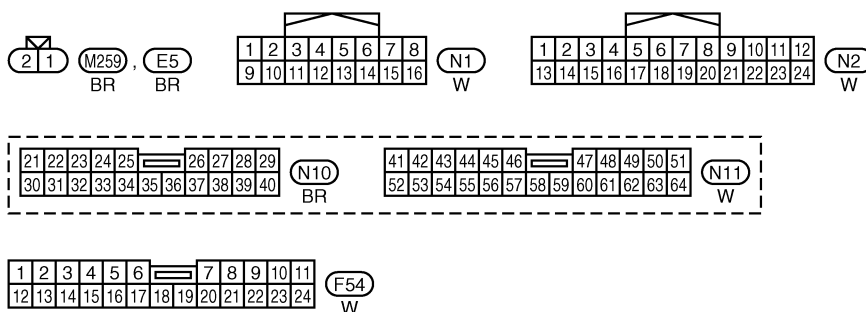 2 1 M259 , E5
BR BR
1 2 3 4 5 6 7 8
9 10 11 12 13 14 15 16
N1
W
1 2 3 4 5 6 7 8 9 10 11 12
13 14 15 16 17 18 19 20 21 22 23 24
N2
W
21 22 23 24 25 26 27 28 29
30 31 32 33 34 35 36 37 38 39 40
N10
BR
41 42 43 44 45 46 47 48 49 50 51
52 53 54 55 56 57 58 59 60 61 62 63 64
N11
W
1 2 3 4 5 6 7 8 9 10 11
12 13 14 15 16 17 18 19 20 21 22 23 24
F54
W